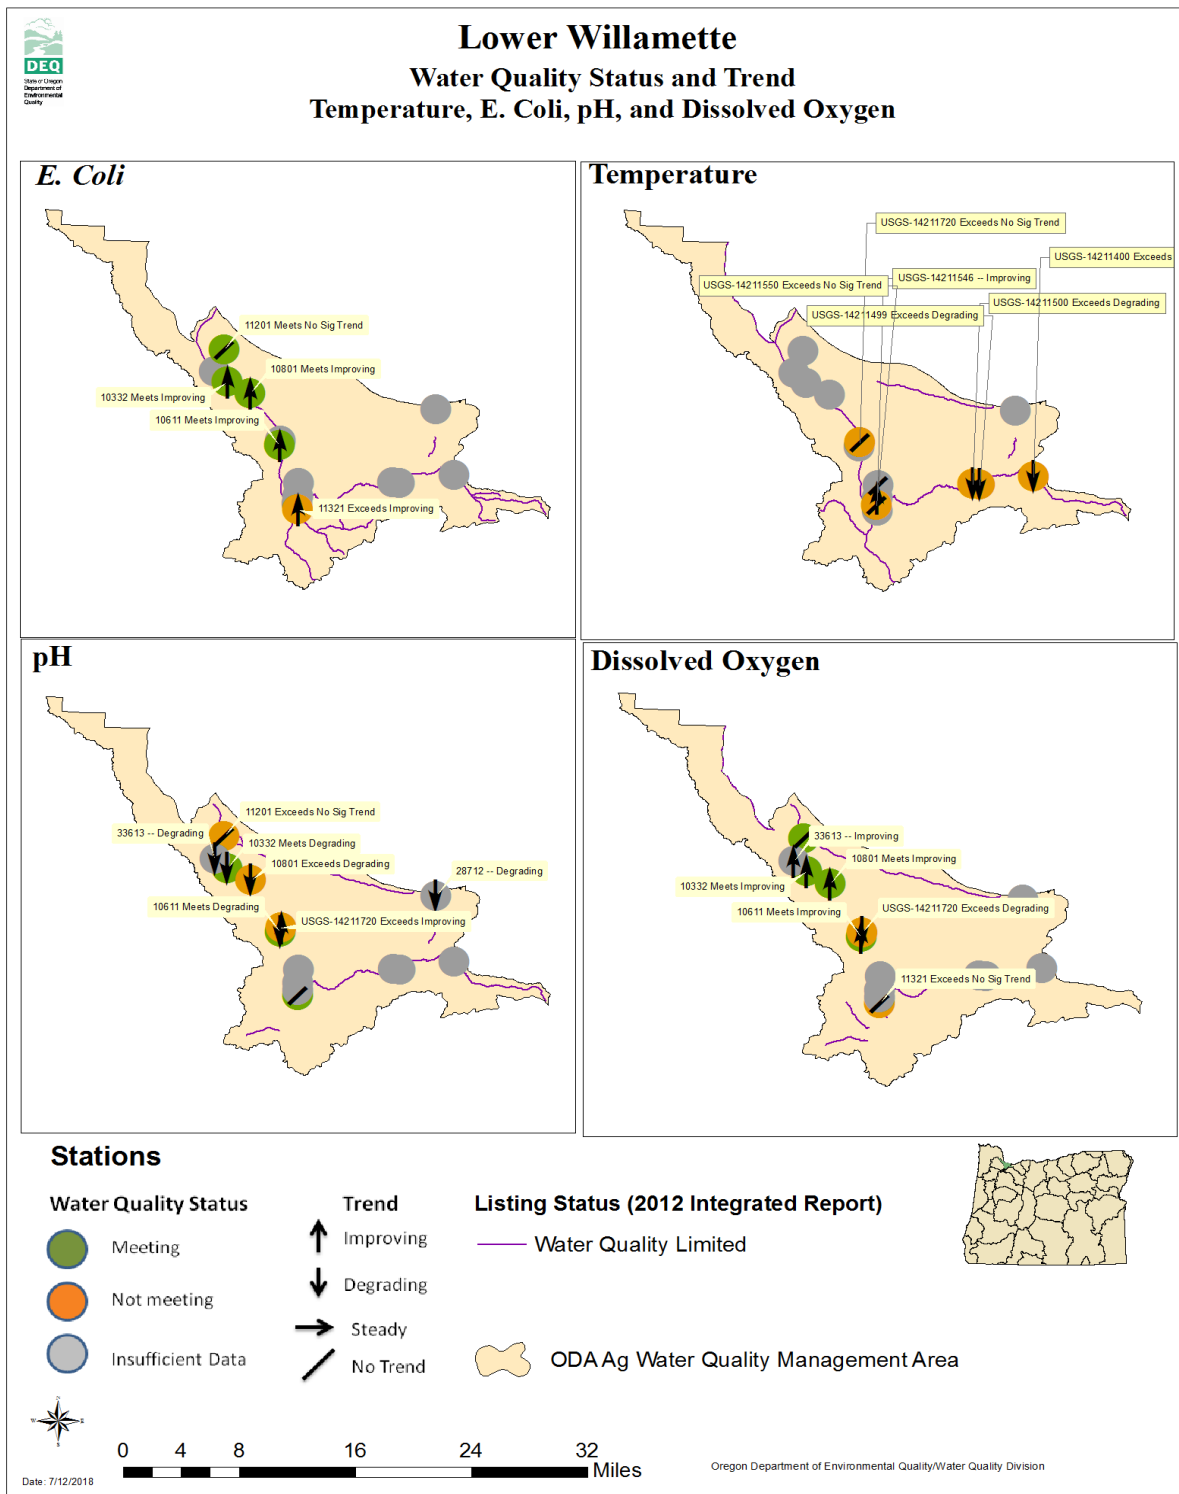 DEQ
State of Oregon
Department of
Environmental
Quality
Lower Willamette
Water Quality Status and Trend
Temperature, E. Coli, pH, and Dissolved Oxygen
E. Coli
11201 Meets No Sig Trend
10801 Meets Improving
10332 Meets Improving
10611 Meets Improving
11321 Exceeds Improving
Temperature
USGS-14211720 Exceeds No Sig Trend
USGS-14211400 Exceeds
USGS-14211546 -- Improving
USGS-14211550 Exceeds No Sig Trend
USGS-14211500 Exceeds Degrading
USGS-14211499 Exceeds Degrading
pH
11201 Exceeds No Sig Trend
33613 -- Degrading
10332 Meets Degrading
10801 Exceeds Degrading
28712 -- Degrading
10611 Meets Degrading
USGS-14211720 Exceeds Improving
Dissolved Oxygen
33613 -- Improving
10801 Meets Improving
10332 Meets Improving
10611 Meets Improving
USGS-14211720 Exceeds Degrading
11321 Exceeds No Sig Trend
Stations
Water Quality Status
Meeting
Not meeting
Insufficient Data
Trend
Improving
Degrading
Steady
No Trend
Listing Status (2012 Integrated Report)
Water Quality Limited
ODA Ag Water Quality Management Area
N
W
E
S
0 4 8 16 24 32
Miles
Date: 7/12/2018
Oregon Department of Environmental Quality/Water Quality Division